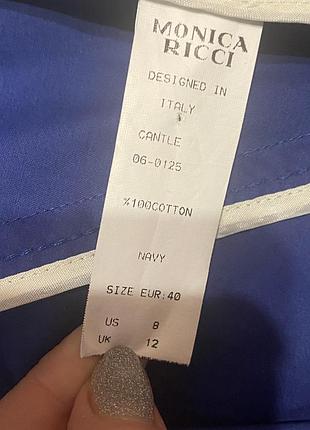 MONICA
RICCI
DESIGNED IN
ITALY
CANTLE
06-0125
%100COTTON
NAVY
SIZE EUR:40
US 8
UK 12